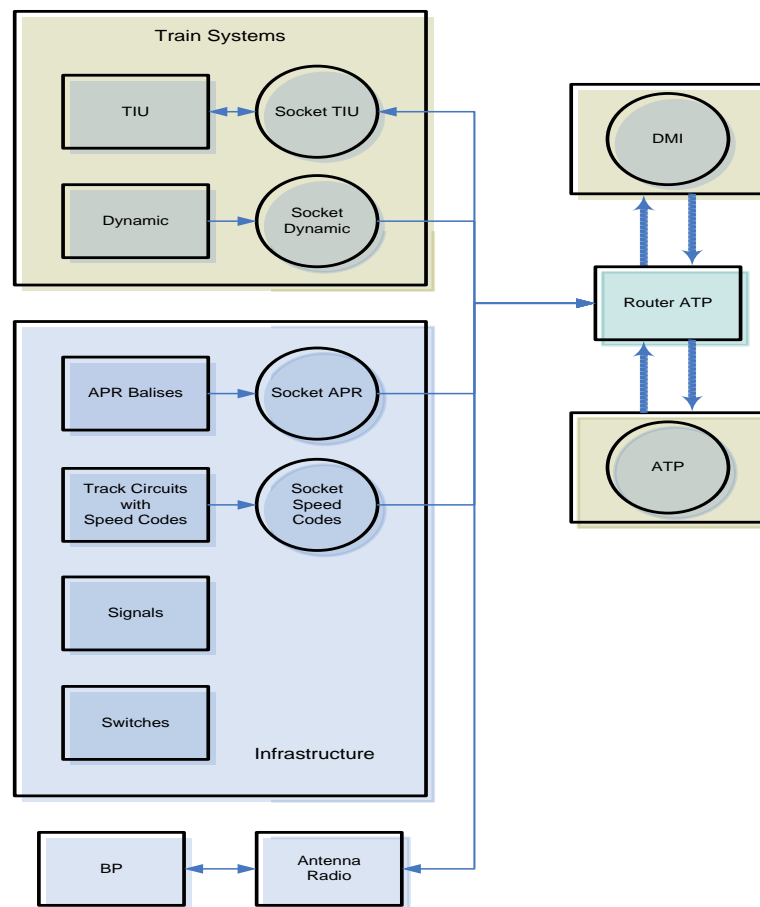 Train Systems
TIU
Socket TIU
Dynamic
Socket
Dynamic
DMI
Router ATP
ATP
APR Balises
Socket APR
Track Circuits
with
Speed Codes
Socket
Speed
Codes
Signals
Switches
Infrastructure
BP
Antenna
Radio